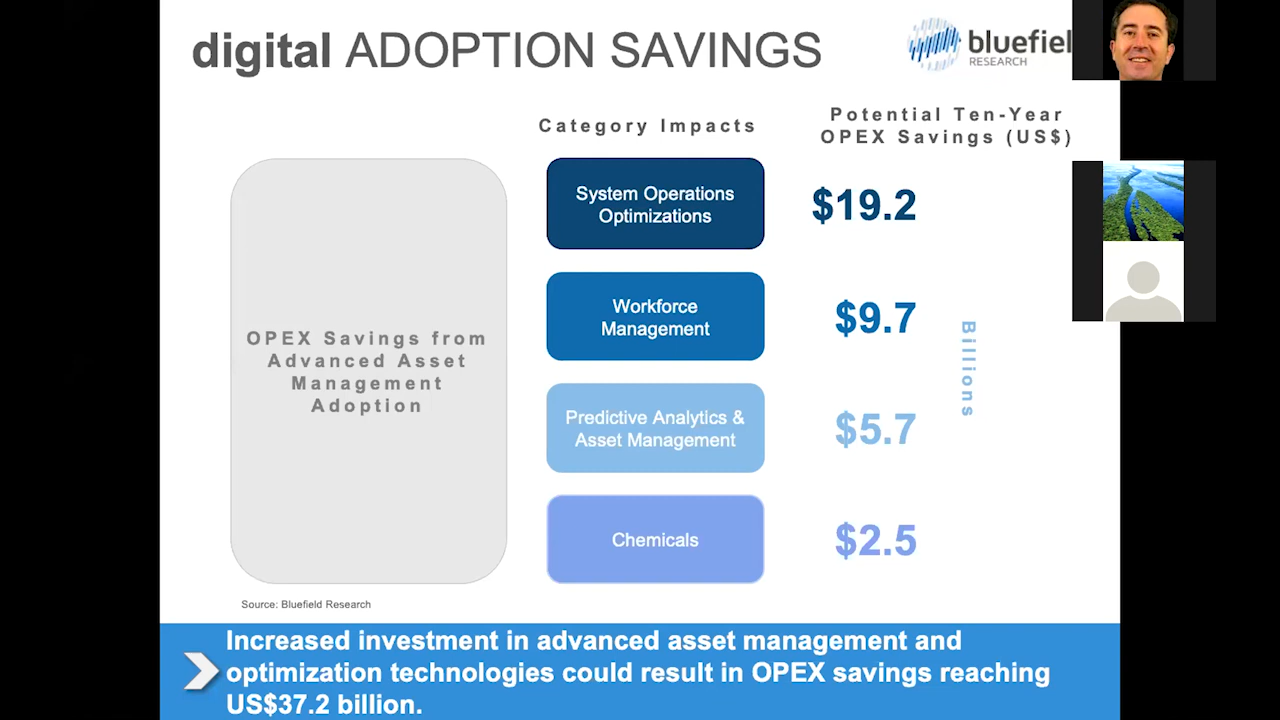 digital ADOPTION SAVINGS
bluefiel
RESEARCH
Category Impacts
Potential Ten-Year
OPEX Savings (US$)
OPEX Savings from
Advanced Asset
Management
Adoption
System Operations
Optimizations
$19.2
Workforce
Management
$9.7
Predictive Analytics &
Asset Management
$5.7
Chemicals
$2.5
Billions
Source: Bluefield Research
Increased investment in advanced asset management and
optimization technologies could result in OPEX savings reaching
US$37.2 billion.